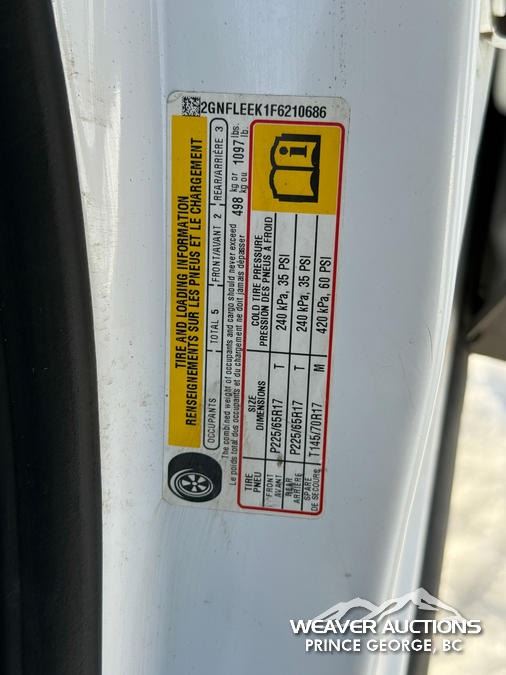 2GNFLEEK1F6210686
TIRE AND LOADING INFORMATION
RENSEIGNEMENTS SUR LES PNEUS ET LE CHARGEMENT
OCCUPANTS TOTAL 5 FRONT/AVANT 2 REAR/ARRIÈRE 3
The combined weight of occupants and cargo should never exceed 498 kg or 1097 lbs.
Le poids total des occupants et du chargement ne doit jamais dépasser kg ou lb.
TIRE SIZE COLD TIRE PRESSURE
PNEU DIMENSIONS PRESSION DES PNEUS À FROID
FRONT AVANT P225/65R17 T 240 kPa, 35 PSI
REAR ARRIÈRE P225/65R17 T 240 kPa, 35 PSI
SPARE DE SECOURS T145/70R17 M 420 kPa, 60 PSI
WEAVER AUCTIONS
PRINCE GEORGE, BC